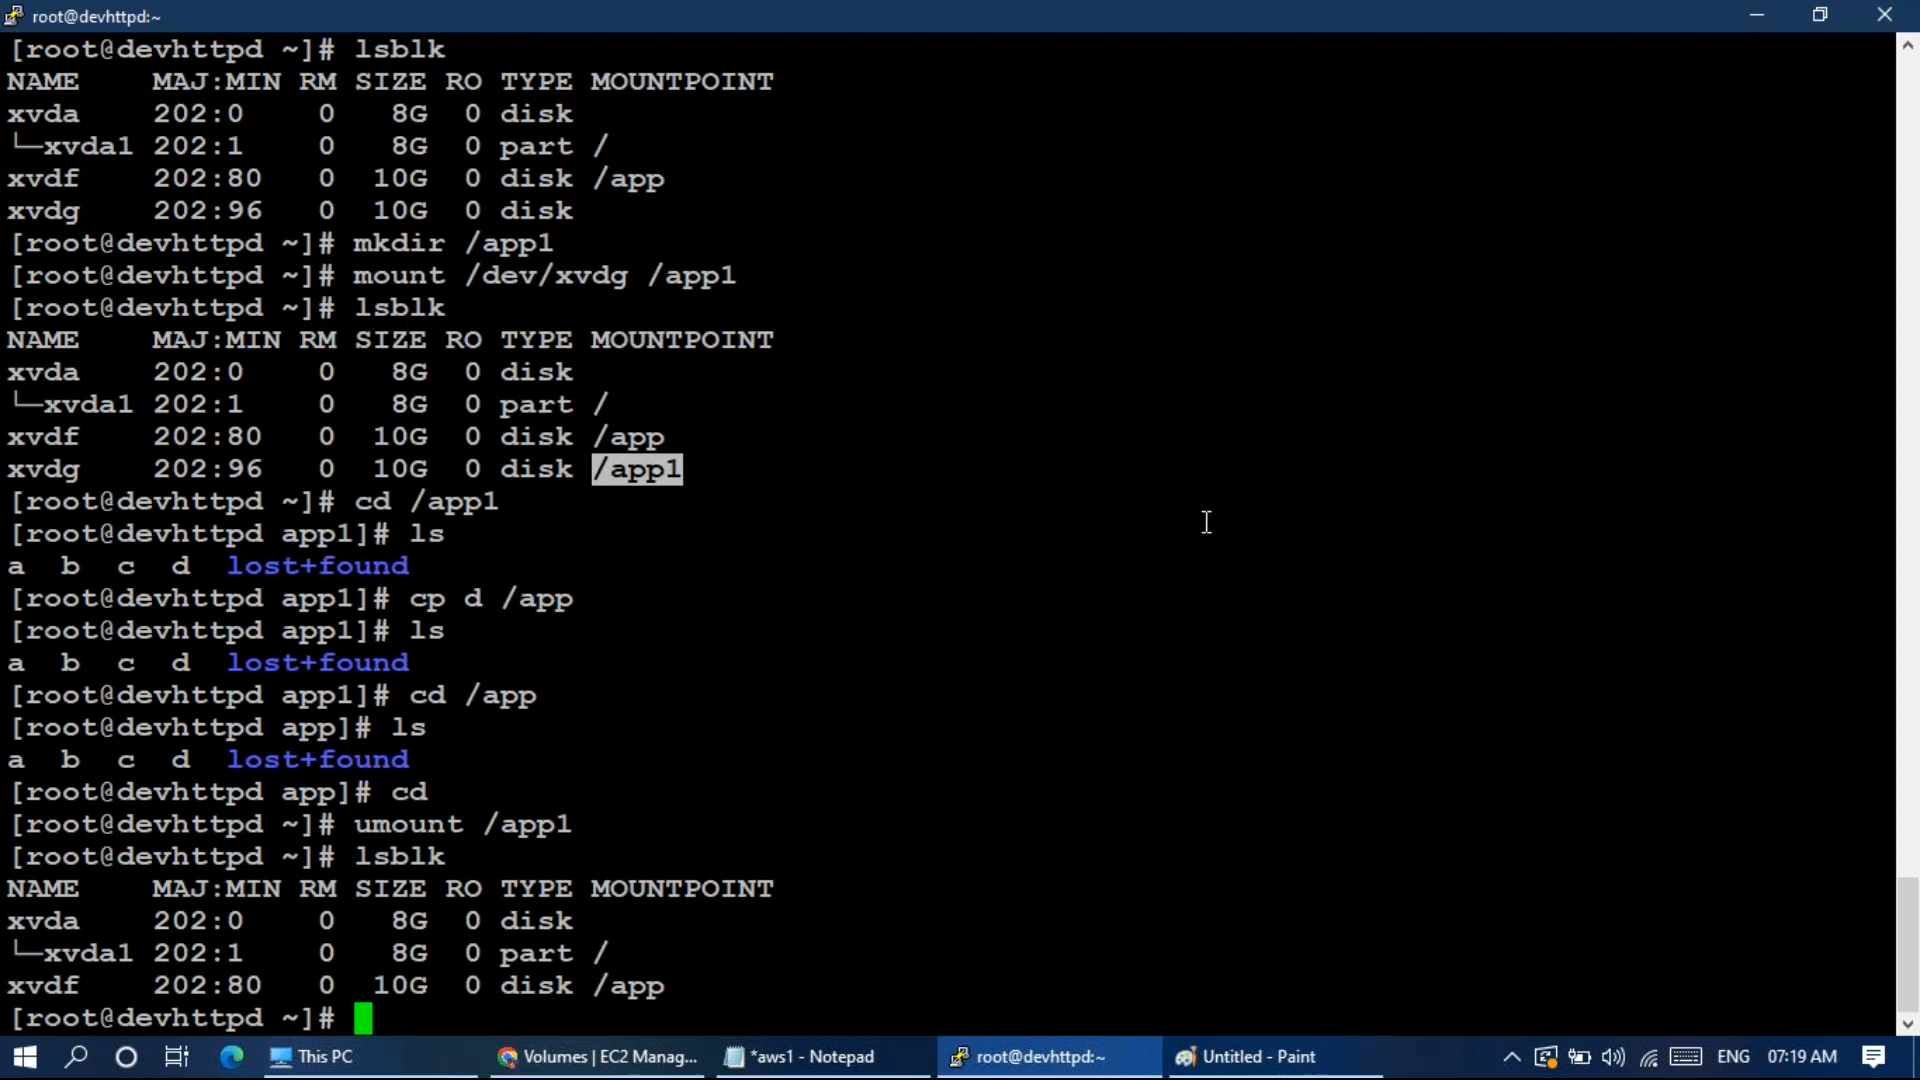 root@devhttpd:~
[root@devhttpd ~]# lsblk
NAME    MAJ:MIN RM SIZE RO TYPE MOUNTPOINT
xvda    202:0    0   8G  0 disk
└─xvda1 202:1    0   8G  0 part /
xvdf    202:80   0  10G  0 disk /app
xvdg    202:96   0  10G  0 disk
[root@devhttpd ~]# mkdir /app1
[root@devhttpd ~]# mount /dev/xvdg /app1
[root@devhttpd ~]# lsblk
NAME    MAJ:MIN RM SIZE RO TYPE MOUNTPOINT
xvda    202:0    0   8G  0 disk
└─xvda1 202:1    0   8G  0 part /
xvdf    202:80   0  10G  0 disk /app
xvdg    202:96   0  10G  0 disk /app1
[root@devhttpd ~]# cd /app1
[root@devhttpd app1]# ls
a  b  c  d  lost+found
[root@devhttpd app1]# cp d /app
[root@devhttpd app1]# ls
a  b  c  d  lost+found
[root@devhttpd app1]# cd /app
[root@devhttpd app]# ls
a  b  c  d  lost+found
[root@devhttpd app]# cd
[root@devhttpd ~]# umount /app1
[root@devhttpd ~]# lsblk
NAME    MAJ:MIN RM SIZE RO TYPE MOUNTPOINT
xvda    202:0    0   8G  0 disk
└─xvda1 202:1    0   8G  0 part /
xvdf    202:80   0  10G  0 disk /app
[root@devhttpd ~]#
This PC
Volumes | EC2 Manag...
*aws1 - Notepad
root@devhttpd:~
Untitled - Paint
ENG
07:19 AM